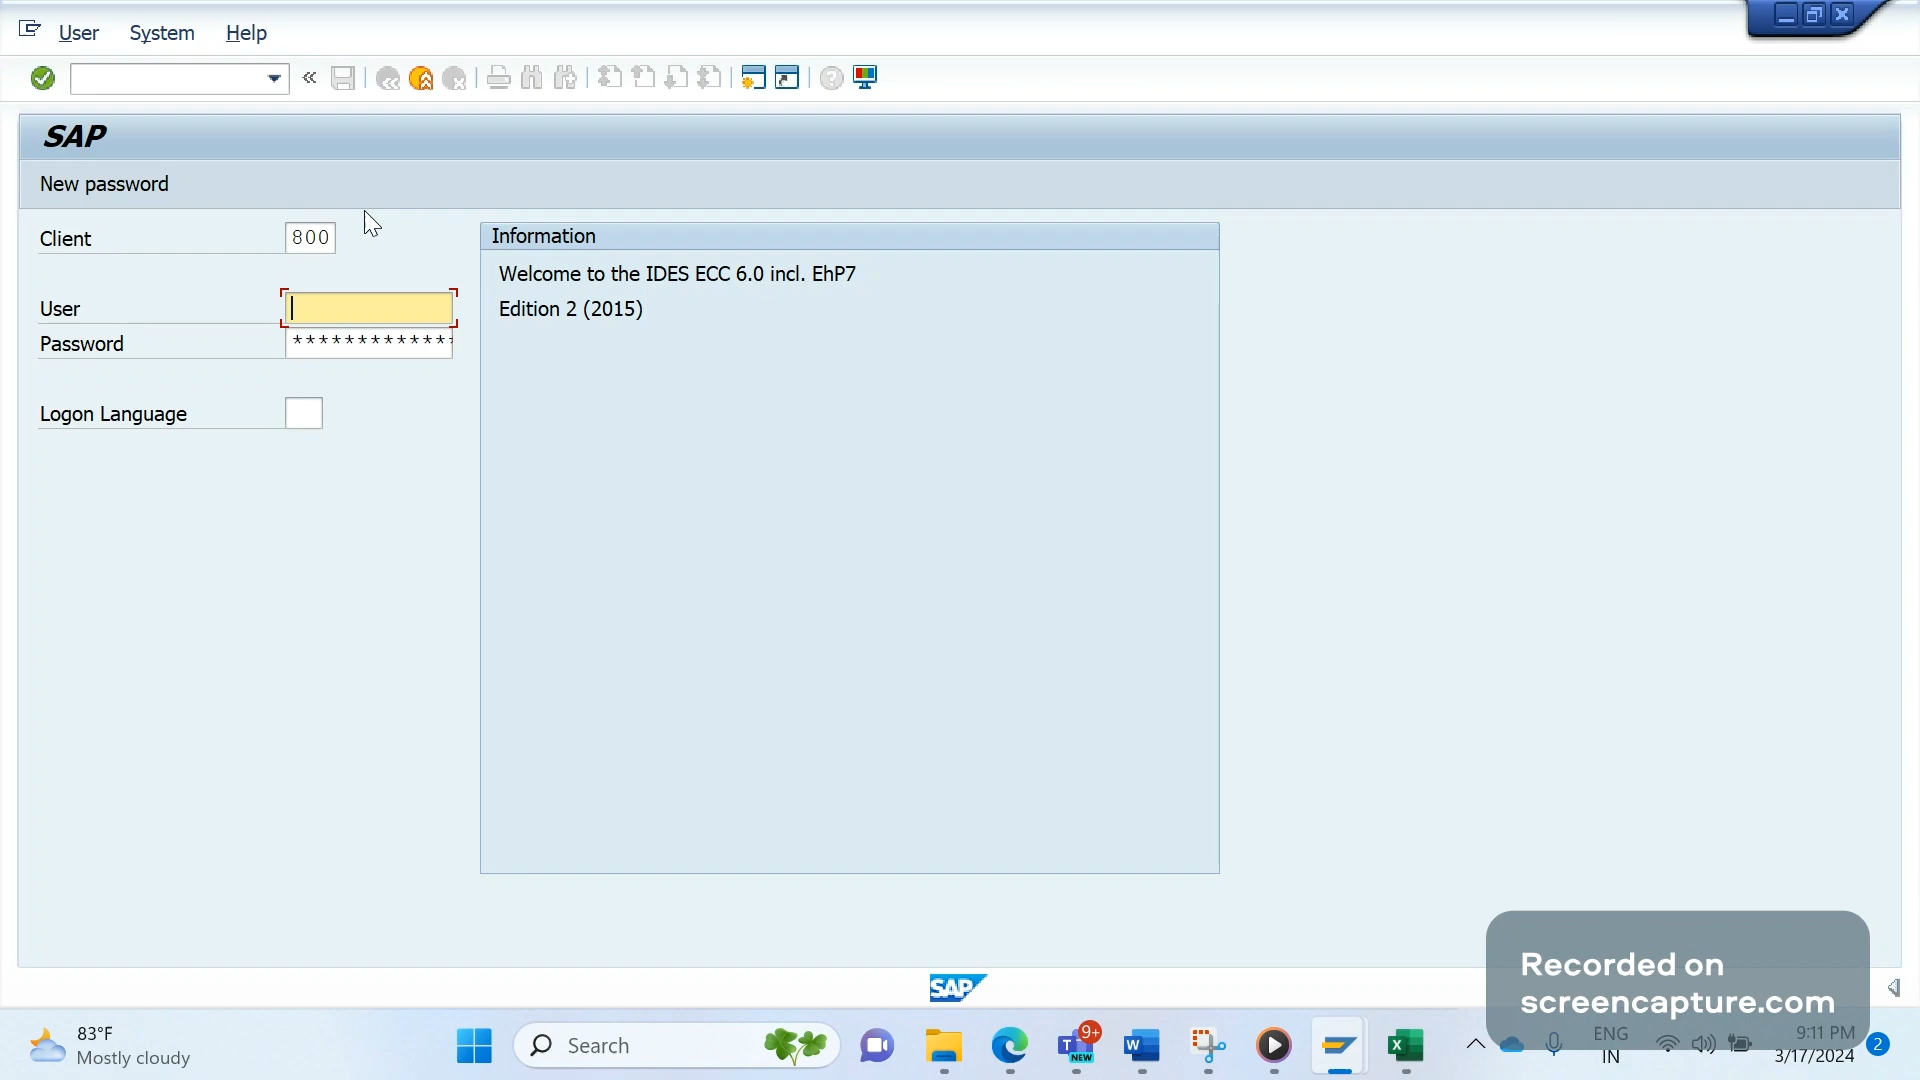 User System Help
SAP
New password
Client 800
Information
Welcome to the IDES ECC 6.0 incl. EhP7
Edition 2 (2015)
User
Password *************
Logon Language
SAP
Recorded on
screencapture.com
83°F
Mostly cloudy
Search
9+
T
NEW
W
X
ENG
IN
9:11 PM
3/17/2024
2